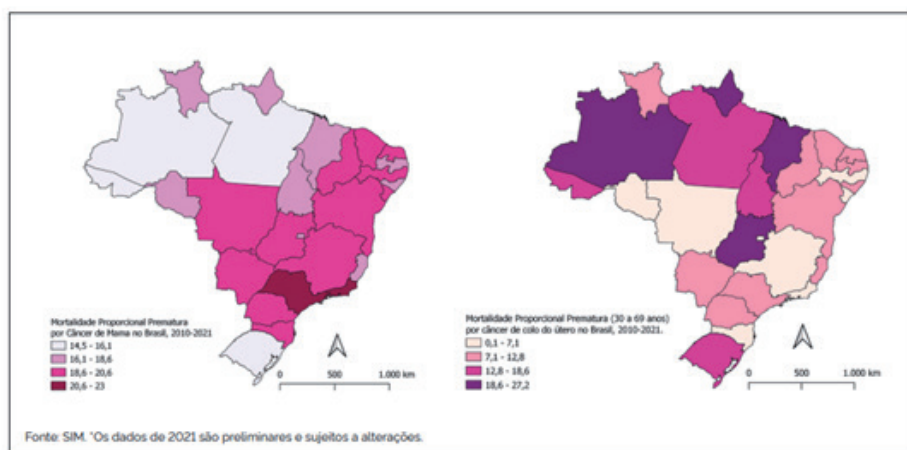 Mortalidade Proporcional Prematura
por Câncer de Mama no Brasil, 2010-2021
14,5 - 16,1
16,1 - 18,6
18,6 - 20,6
20,6 - 23
0 500 1.000 km
Mortalidade Proporcional Prematura (30 a 69 anos)
por câncer de colo do útero no Brasil, 2010-2021.
0,1 - 7,1
7,1 - 12,8
12,8 - 18,6
18,6 - 27,2
0 500 1.000 km
Fonte: SIM. *Os dados de 2021 são preliminares e sujeitos a alterações.